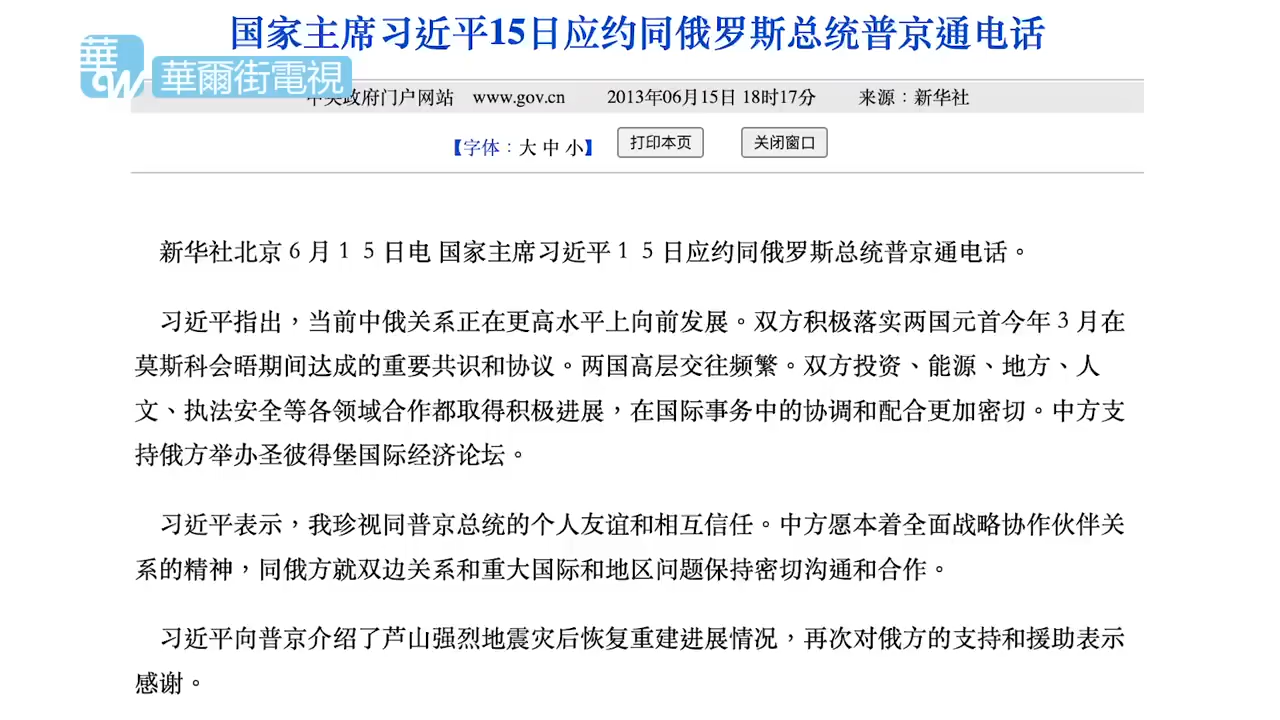 国家主席习近平15日应约同俄罗斯总统普京通电话
華
cw
華爾街電視
中央政府门户网站 www.gov.cn 2013年06月15日 18时17分 来源：新华社
【字体：大 中 小】 打印本页 关闭窗口
新华社北京６月１５日电 国家主席习近平１５日应约同俄罗斯总统普京通电话。
习近平指出，当前中俄关系正在更高水平上向前发展。双方积极落实两国元首今年３月在
莫斯科会晤期间达成的重要共识和协议。两国高层交往频繁。双方投资、能源、地方、人
文、执法安全等各领域合作都取得积极进展，在国际事务中的协调和配合更加密切。中方支
持俄方举办圣彼得堡国际经济论坛。
习近平表示，我珍视同普京总统的个人友谊和相互信任。中方愿本着全面战略协作伙伴关
系的精神，同俄方就双边关系和重大国际和地区问题保持密切沟通和合作。
习近平向普京介绍了芦山强烈地震灾后恢复重建进展情况，再次对俄方的支持和援助表示
感谢。